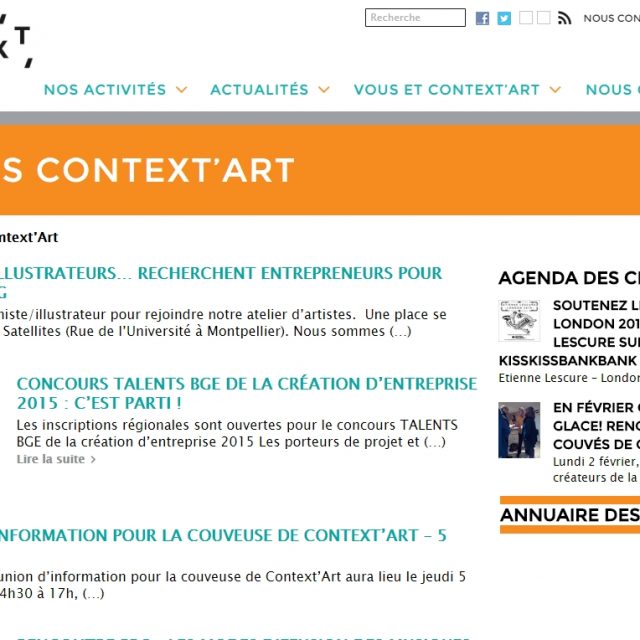 Recherche
NOUS CON
XT
NOS ACTIVITÉS
ACTUALITÉS
VOUS ET CONTEXT'ART
NOUS
S CONTEXT'ART
ntext'Art
LLUSTRATEURS... RECHERCHENT ENTREPRENEURS POUR
G
niste/illustrateur pour rejoindre notre atelier d'artistes. Une place se
Satellites (Rue de l'Université à Montpellier). Nous sommes (...)
CONCOURS TALENTS BGE DE LA CRÉATION D'ENTREPRISE
2015 : C'EST PARTI !
Les inscriptions régionales sont ouvertes pour le concours TALENTS
BGE de la création d'entreprise 2015 Les porteurs de projet et (...)
Lire la suite >
NFORMATION POUR LA COUVEUSE DE CONTEXT'ART – 5
union d'information pour la couveuse de Context'Art aura lieu le jeudi 5
4h30 à 17h, (...)
AGENDA DES C
SOUTENEZ L
LONDON 201
LESCURE SU
KISSKISSBANKBANK
Etienne Lescure – London
EN FÉVRIER
GLACE! REN
COUVÉS DE
Lundi 2 février,
créateurs de la
ANNUAIRE DES